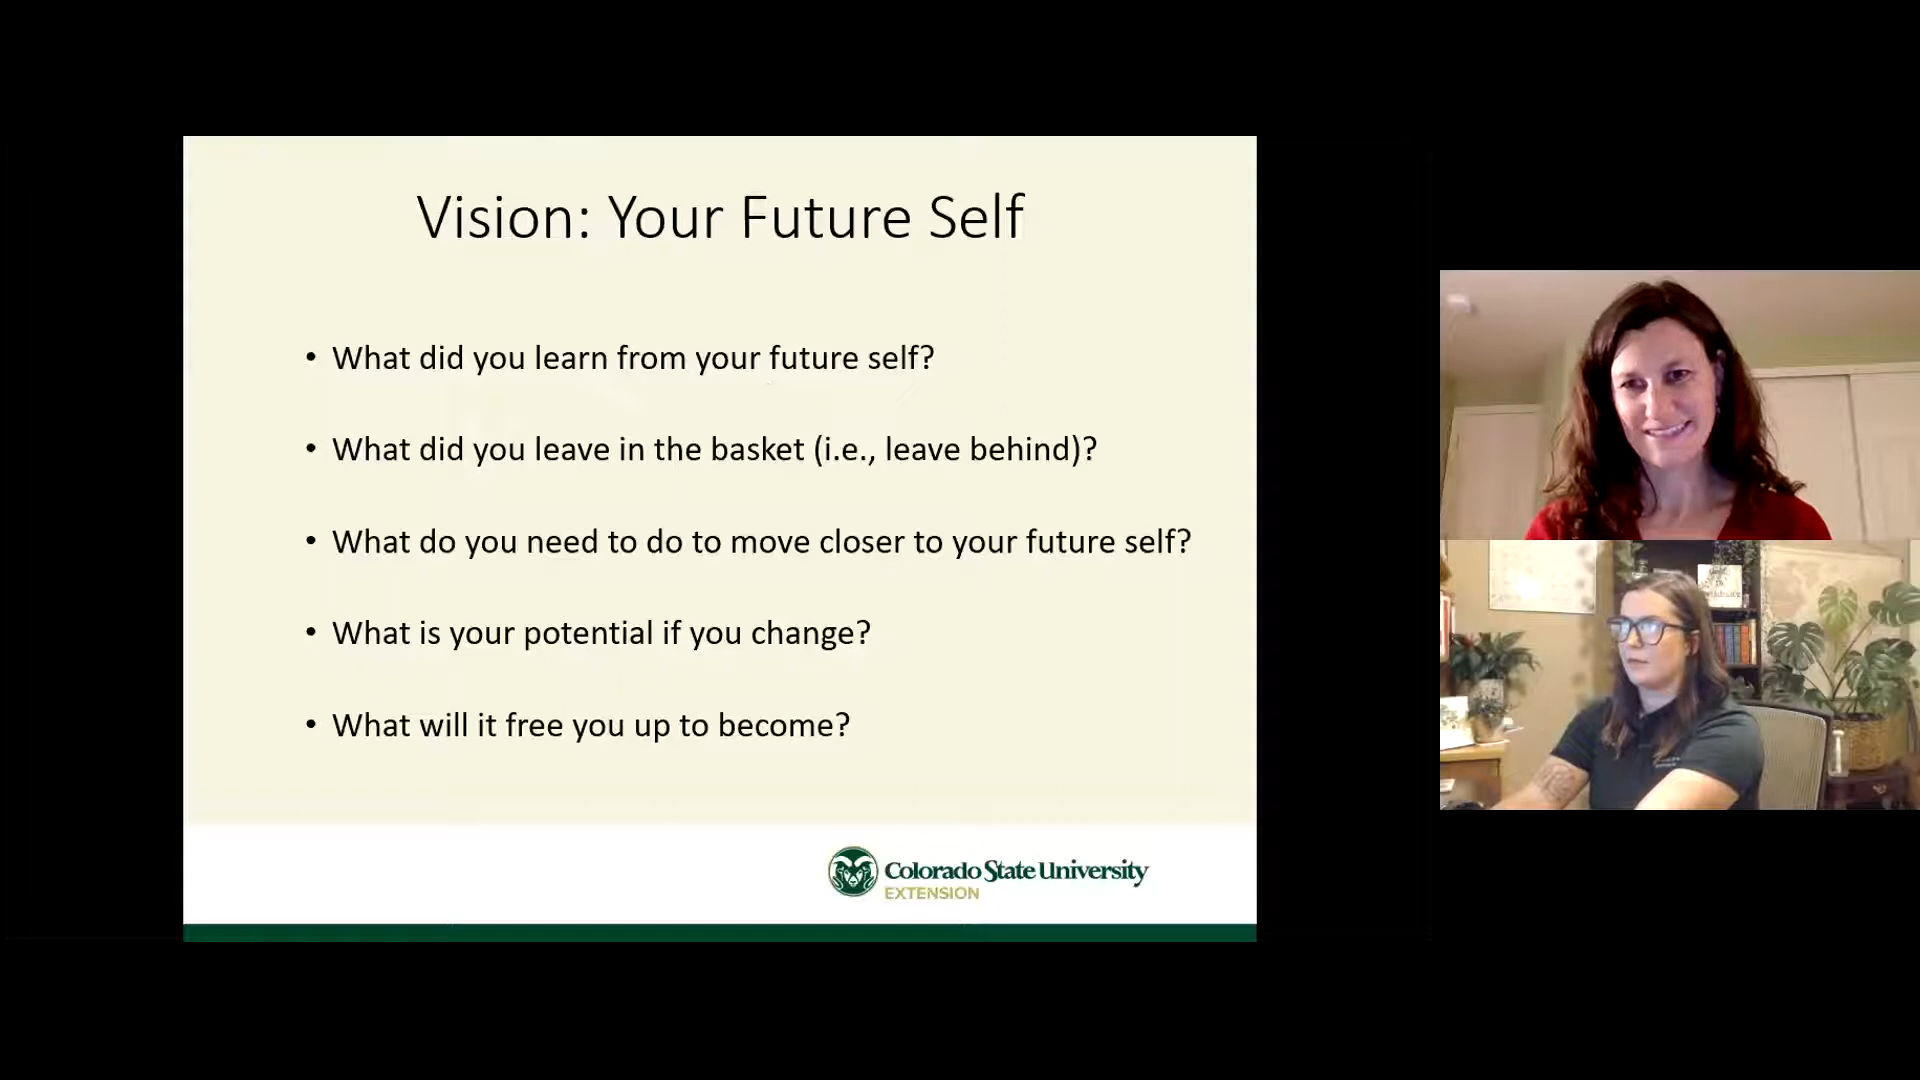 Vision: Your Future Self
• What did you learn from your future self?
• What did you leave in the basket (i.e., leave behind)?
• What do you need to do to move closer to your future self?
• What is your potential if you change?
• What will it free you up to become?
Colorado State University
EXTENSION